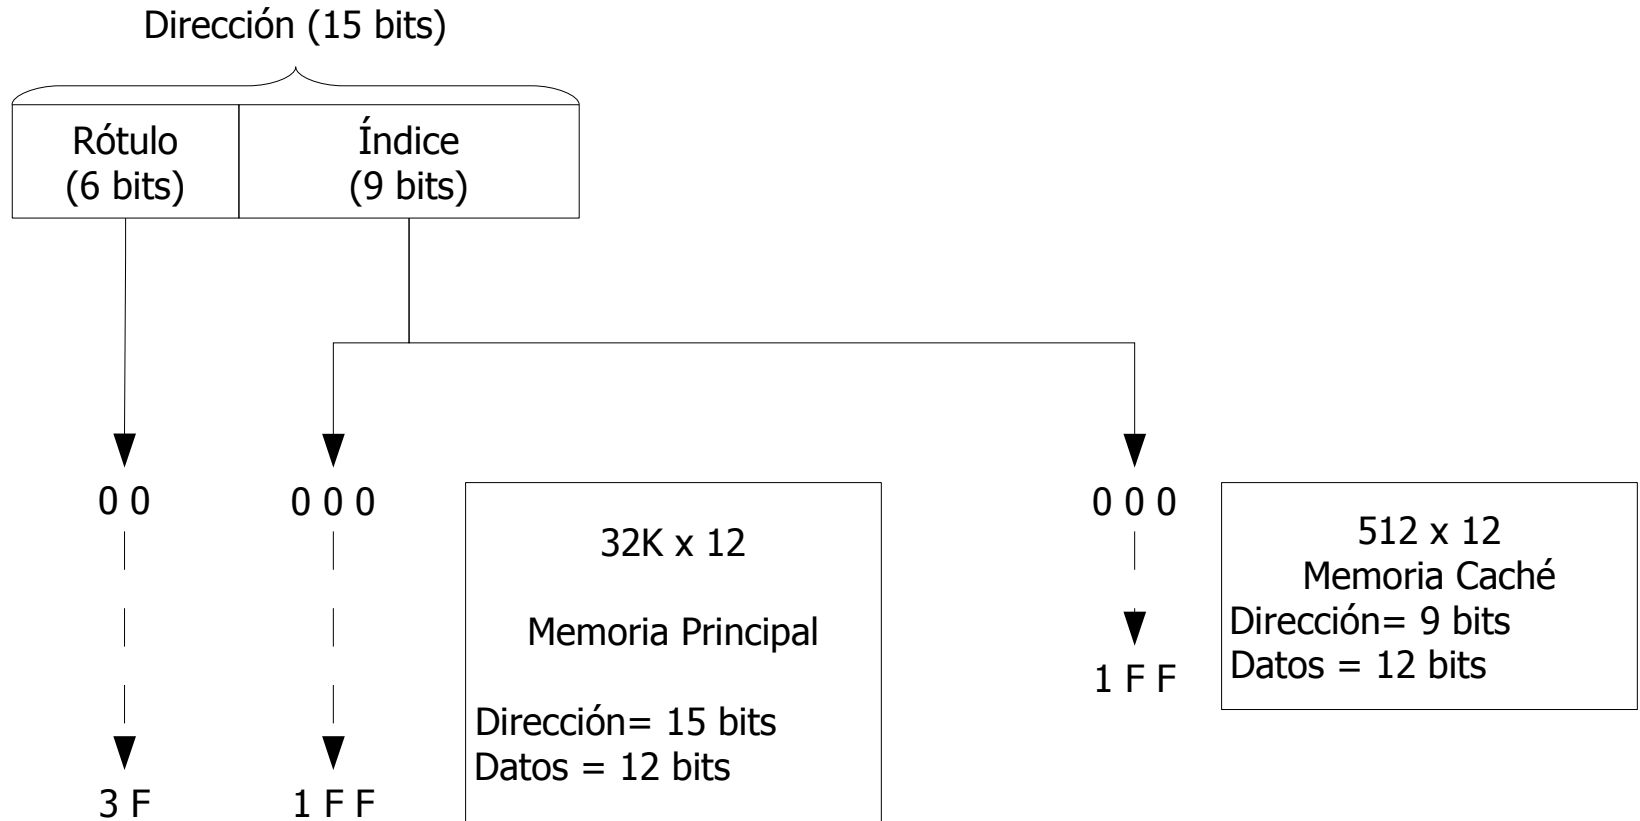 Dirección (15 bits)
Rótulo
(6 bits)
Índice
(9 bits)
0 0
0 0 0
32K x 12
Memoria Principal
Dirección= 15 bits
Datos = 12 bits
3 F
1 F F
0 0 0
1 F F
512 x 12
Memoria Caché
Dirección= 9 bits
Datos = 12 bits